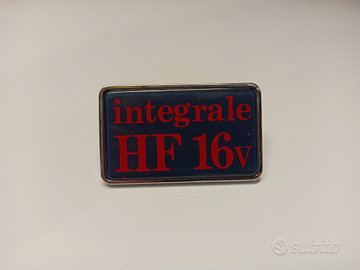 integrale
HF 16v
subito